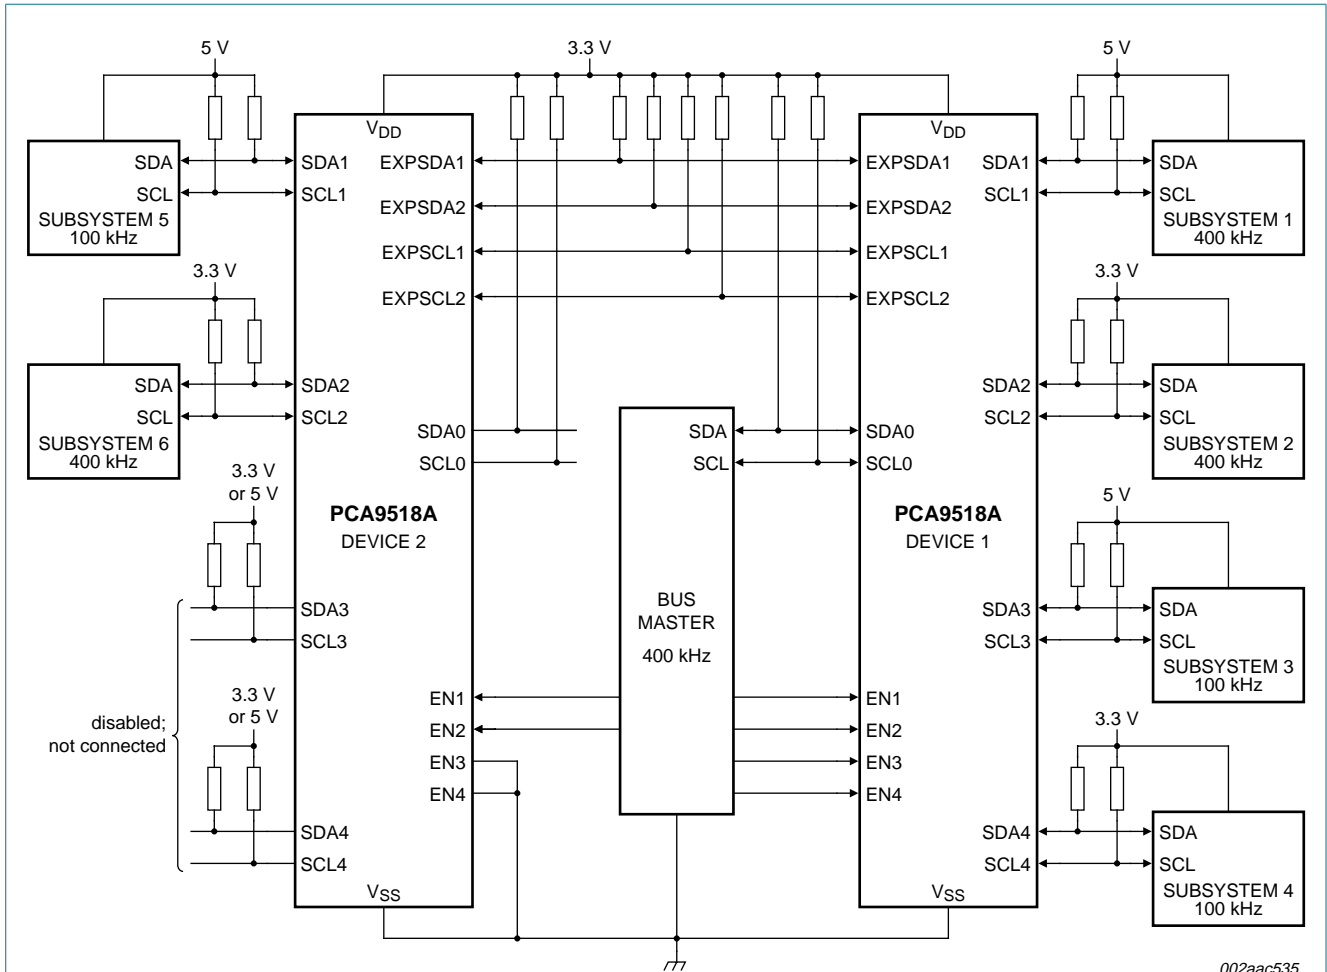 5 V
3.3 V
5 V
SUBSYSTEM 5
100 kHz
SDA
SCL
3.3 V
SUBSYSTEM 6
400 kHz
SDA
SCL
3.3 V
or 5 V
3.3 V
or 5 V
disabled;
not connected
VDD
SDA1
SCL1
SDA2
SCL2
SDA3
SCL3
SDA4
SCL4
EXPSDA1
EXPSDA2
EXPSCL1
EXPSCL2
SDA0
SCL0
PCA9518A
DEVICE 2
EN1
EN2
EN3
EN4
VSS
SDA
SCL
BUS
MASTER
400 kHz
VDD
EXPSDA1
EXPSDA2
EXPSCL1
EXPSCL2
SDA0
SCL0
PCA9518A
DEVICE 1
EN1
EN2
EN3
EN4
SDA1
SCL1
SDA2
SCL2
SDA3
SCL3
SDA4
SCL4
VSS
SDA
SCL
SUBSYSTEM 1
400 kHz
3.3 V
SDA
SCL
SUBSYSTEM 2
400 kHz
5 V
SDA
SCL
SUBSYSTEM 3
100 kHz
3.3 V
SDA
SCL
SUBSYSTEM 4
100 kHz
002aac535